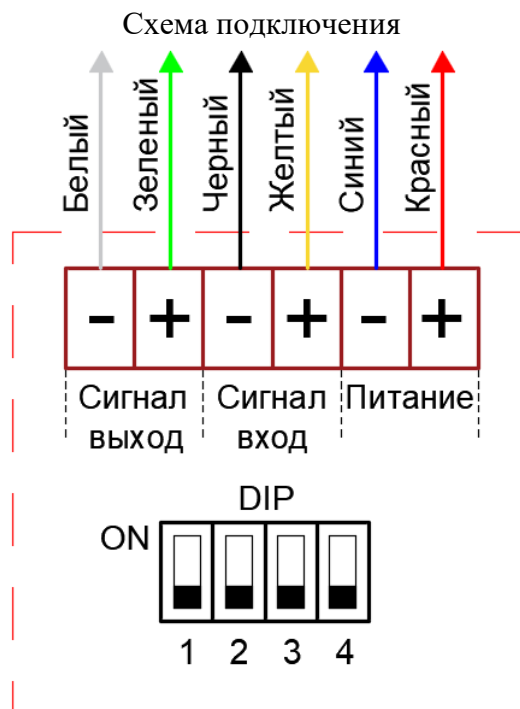 Схема подключения
Белый
Зеленый
Черный
Желтый
Синий
Красный
- + - + - +
Сигнал выход
Сигнал вход
Питание
DIP
ON
1 2 3 4